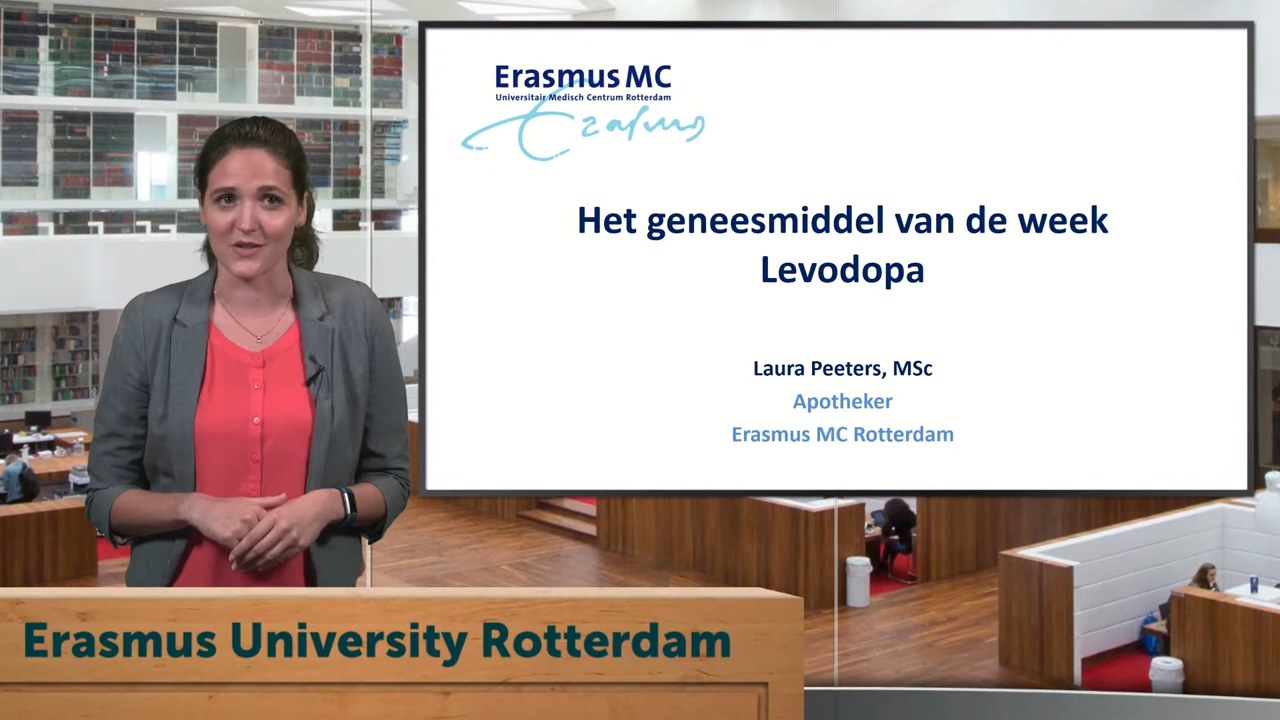 Erasmus MC
Universitair Medisch Centrum Rotterdam
Erasmus
Het geneesmiddel van de week
Levodopa
Laura Peeters, MSc
Apotheker
Erasmus MC Rotterdam
Erasmus University Rotterdam